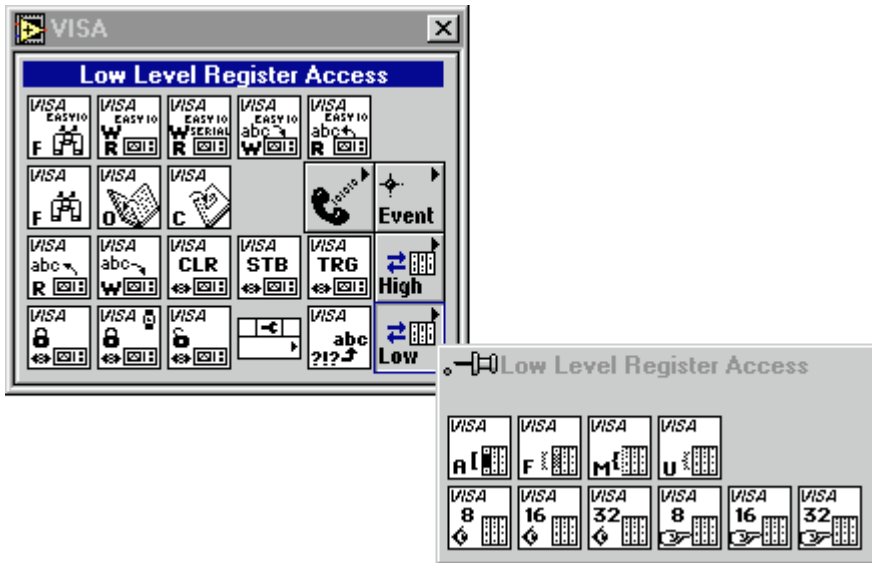 VISA
Low Level Register Access
VISA VISA VISA VISA VISA
EASY IO EASY IO EASY IO EASY IO EASY IO
F W R W SERIAL R abc W abc R
VISA VISA VISA
F O C Event
VISA VISA VISA VISA VISA
abc abc CLR STB TRG
R W High
VISA VISA VISA VISA
abc
?!? Low
Low Level Register Access
VISA VISA VISA VISA
A F M U
VISA VISA VISA VISA VISA VISA
8 16 32 8 16 32